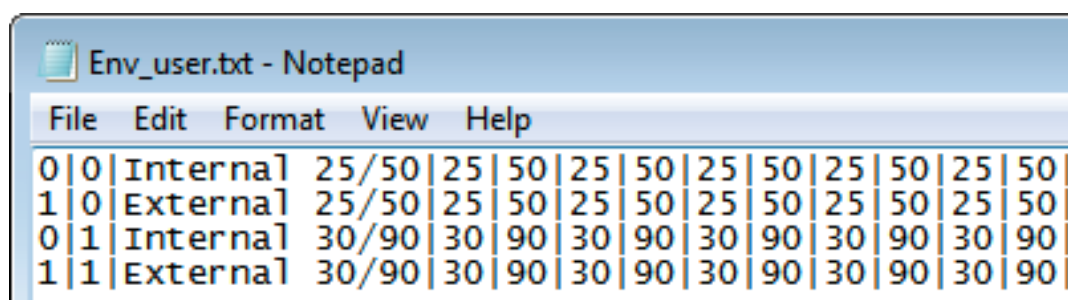 Env_user.txt - Notepad
File Edit Format View Help
0|0|Internal 25/50|25|50|25|50|25|50|25|50|25|50|
1|0|External 25/50|25|50|25|50|25|50|25|50|25|50|
0|1|Internal 30/90|30|90|30|90|30|90|30|90|30|90|
1|1|External 30/90|30|90|30|90|30|90|30|90|30|90|